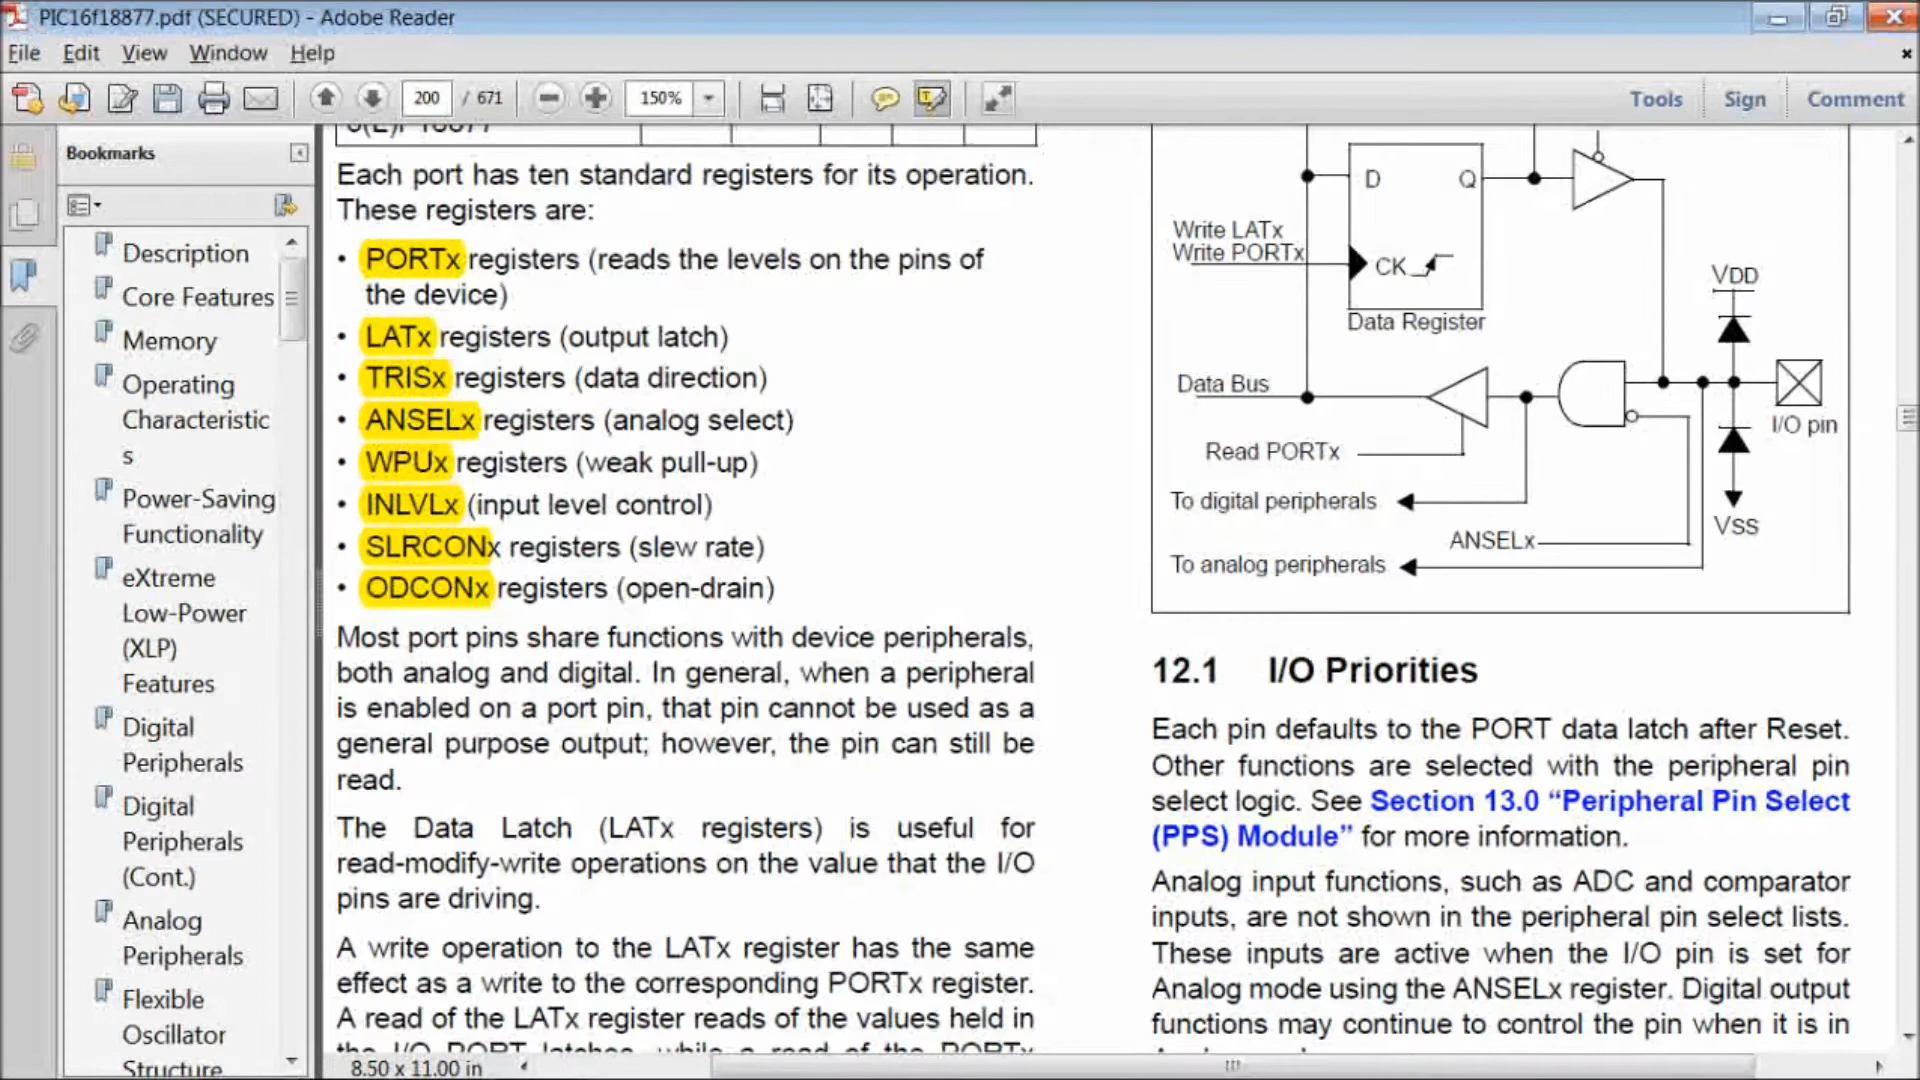 PIC16f18877.pdf (SECURED) - Adobe Reader
File Edit View Window Help
200 / 671 150% Tools Sign Comment
Bookmarks
Description
Core Features
Memory
Operating
Characteristic
s
Power-Saving
Functionality
eXtreme
Low-Power
(XLP)
Features
Digital
Peripherals
Digital
Peripherals
(Cont.)
Analog
Peripherals
Flexible
Oscillator
Structure
Each port has ten standard registers for its operation.
These registers are:
• PORTx registers (reads the levels on the pins of
the device)
• LATx registers (output latch)
• TRISx registers (data direction)
• ANSELx registers (analog select)
• WPUx registers (weak pull-up)
• INLVLx (input level control)
• SLRCONx registers (slew rate)
• ODCONx registers (open-drain)
Most port pins share functions with device peripherals,
both analog and digital. In general, when a peripheral
is enabled on a port pin, that pin cannot be used as a
general purpose output; however, the pin can still be
read.
The Data Latch (LATx registers) is useful for
read-modify-write operations on the value that the I/O
pins are driving.
A write operation to the LATx register has the same
effect as a write to the corresponding PORTx register.
A read of the LATx register reads of the values held in
the I/O PORT latches, while a read of the PORTx
8.50 x 11.00 in
D Q
Write LATx
Write PORTx
CK
Data Register
VDD
Data Bus
I/O pin
Read PORTx
To digital peripherals
VSS
ANSELx
To analog peripherals
12.1 I/O Priorities
Each pin defaults to the PORT data latch after Reset.
Other functions are selected with the peripheral pin
select logic. See Section 13.0 “Peripheral Pin Select
(PPS) Module” for more information.
Analog input functions, such as ADC and comparator
inputs, are not shown in the peripheral pin select lists.
These inputs are active when the I/O pin is set for
Analog mode using the ANSELx register. Digital output
functions may continue to control the pin when it is in